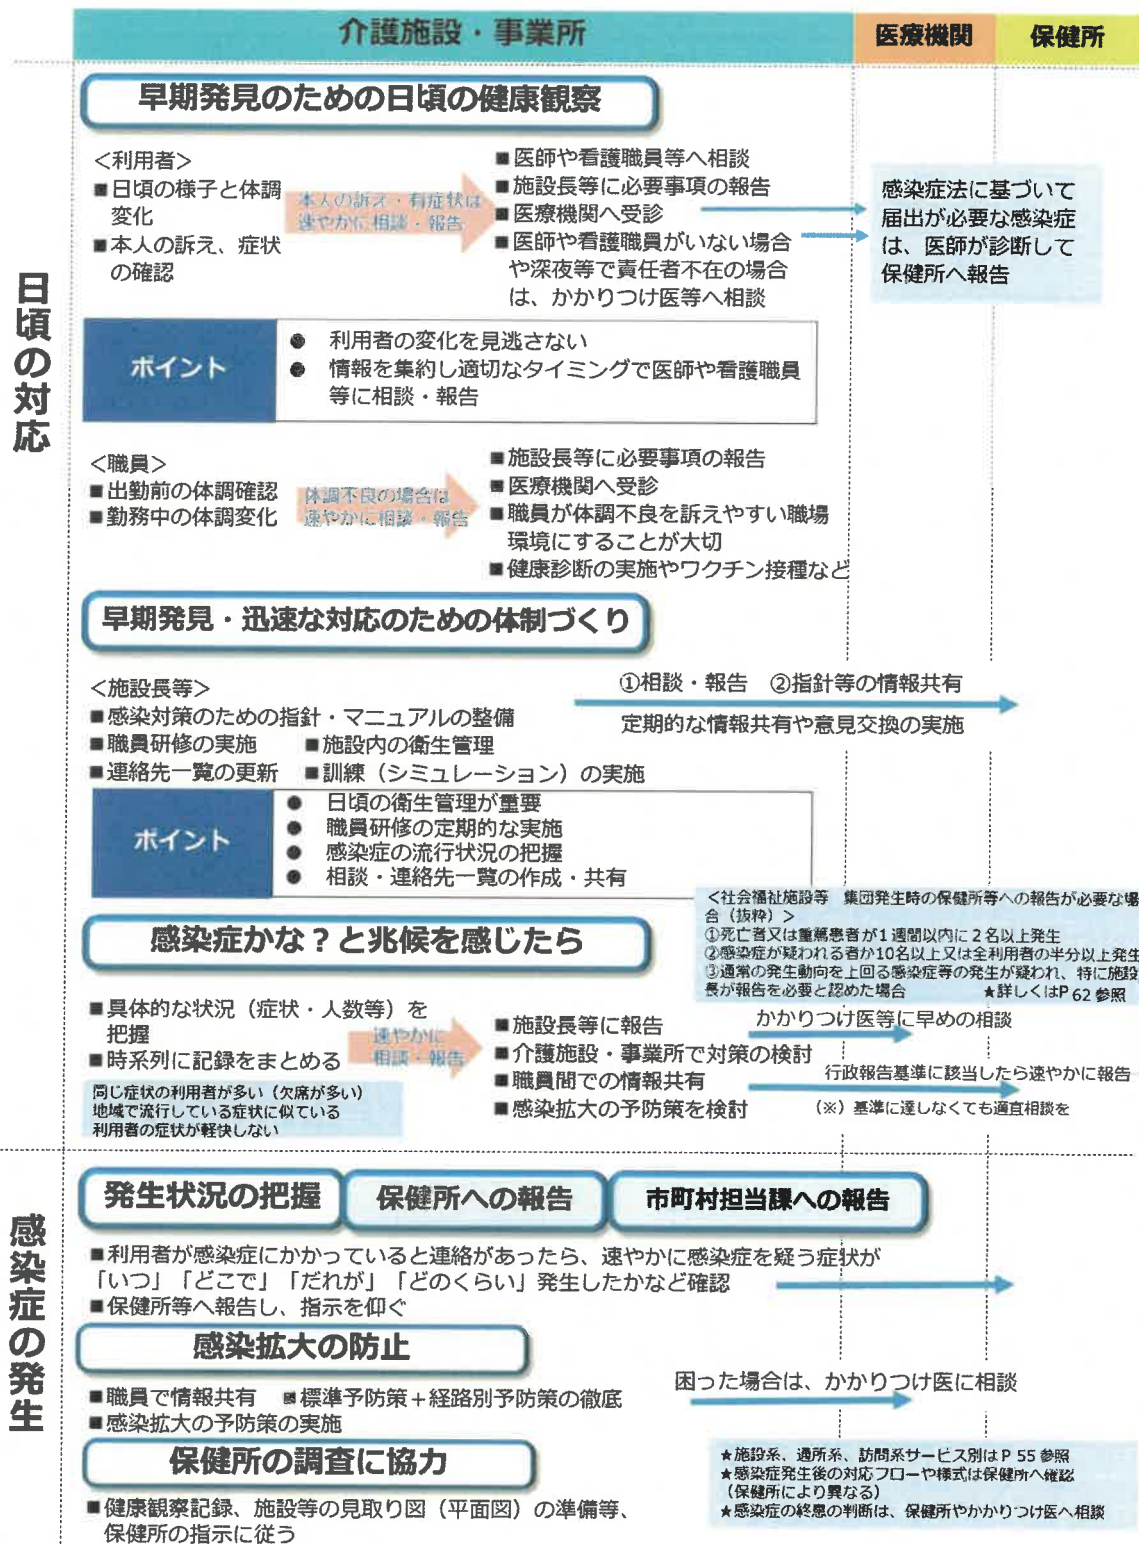 介護施設・事業所
医療機関
保健所
日頃の対応
早期発見のための日頃の健康観察
＜利用者＞
■日頃の様子と体調
変化
■本人の訴え、症状
の確認
本人の訴え・有症状は
速やかに相談・報告
■医師や看護職員等へ相談
■施設長等に必要事項の報告
■医療機関へ受診
■医師や看護職員がいない場合
や深夜等で責任者不在の場合
は、かかりつけ医等へ相談
感染症法に基づいて
届出が必要な感染症
は、医師が診断して
保健所へ報告
ポイント
● 利用者の変化を見逃さない
● 情報を集約し適切なタイミングで医師や看護職員
等に相談・報告
＜職員＞
■出勤前の体調確認
■勤務中の体調変化
体調不良の場合は
速やかに相談・報告
■施設長等に必要事項の報告
■医療機関へ受診
■職員が体調不良を訴えやすい職場
環境にすることが大切
■健康診断の実施やワクチン接種など
早期発見・迅速な対応のための体制づくり
＜施設長等＞
■感染対策のための指針・マニュアルの整備
■職員研修の実施 ■施設内の衛生管理
■連絡先一覧の更新 ■訓練（シミュレーション）の実施
①相談・報告 ②指針等の情報共有
定期的な情報共有や意見交換の実施
ポイント
● 日頃の衛生管理が重要
● 職員研修の定期的な実施
● 感染症の流行状況の把握
● 相談・連絡先一覧の作成・共有
＜社会福祉施設等 集団発生時の保健所等への報告が必要な場
合（抜粋）＞
①死亡者又は重篤患者が1週間以内に2名以上発生
②感染症が疑われる者が10名以上又は全利用者の半分以上発生
③通常の発生動向を上回る感染症等の発生が疑われ、特に施設
長が報告を必要と認めた場合 ★詳しくはP 62 参照
感染症かな？と兆候を感じたら
■具体的な状況（症状・人数等）を
把握
■時系列に記録をまとめる
速やかに
相談・報告
■施設長等に報告
■介護施設・事業所で対策の検討
■職員間での情報共有
■感染拡大の予防策を検討
かかりつけ医等に早めの相談
行政報告基準に該当したら速やかに報告
（※）基準に達しなくても適宜相談を
同じ症状の利用者が多い（欠席が多い）
地域で流行している症状に似ている
利用者の症状が軽快しない
感染症の発生
発生状況の把握
保健所への報告
市町村担当課への報告
■利用者が感染症にかかっていると連絡があったら、速やかに感染症を疑う症状が
「いつ」「どこで」「だれが」「どのくらい」発生したかなど確認
■保健所等へ報告し、指示を仰ぐ
感染拡大の防止
■職員で情報共有 ■標準予防策＋経路別予防策の徹底
■感染拡大の予防策の実施
困った場合は、かかりつけ医に相談
保健所の調査に協力
■健康観察記録、施設等の見取り図（平面図）の準備等、
保健所の指示に従う
★施設系、通所系、訪問系サービス別はP 55 参照
★感染症発生後の対応フローや様式は保健所へ確認
（保健所により異なる）
★感染症の終息の判断は、保健所やかかりつけ医へ相談